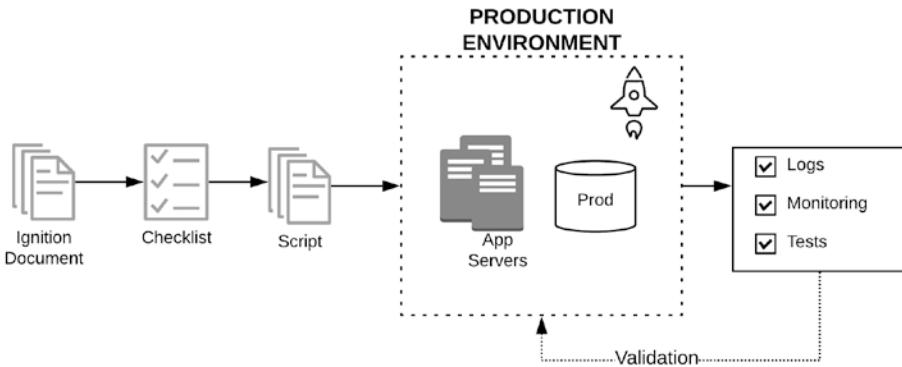 PRODUCTION
ENVIRONMENT
Ignition
Document
Checklist
Script
App
Servers
Prod
Logs
Monitoring
Tests
Validation